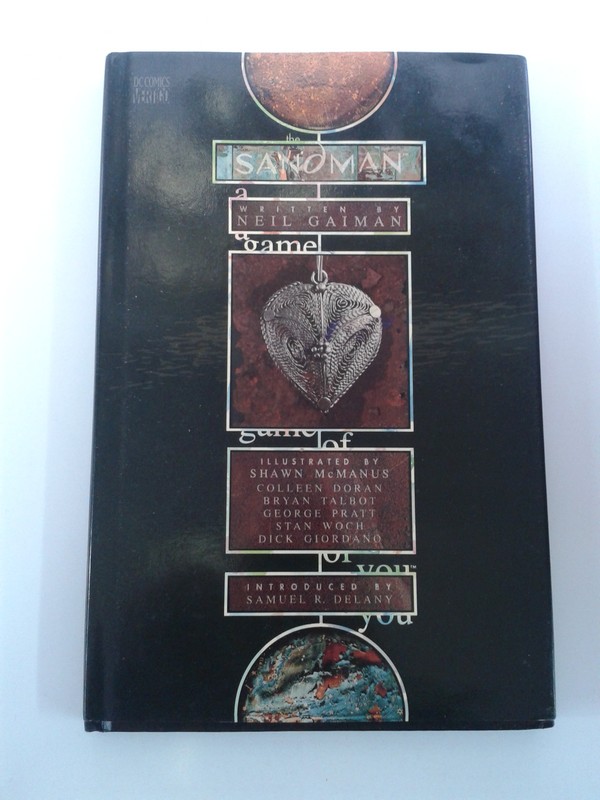 DC COMICS
VERTIGO
the
SANDMAN
a
WRITTEN BY
NEIL GAIMAN
a
game
game
of
ILLUSTRATED BY
SHAWN McMANUS
COLLEEN DORAN
BRYAN TALBOT
GEORGE PRATT
STAN WOCH
DICK GIORDANO
of
you™
INTRODUCED BY
SAMUEL R. DELANY
you